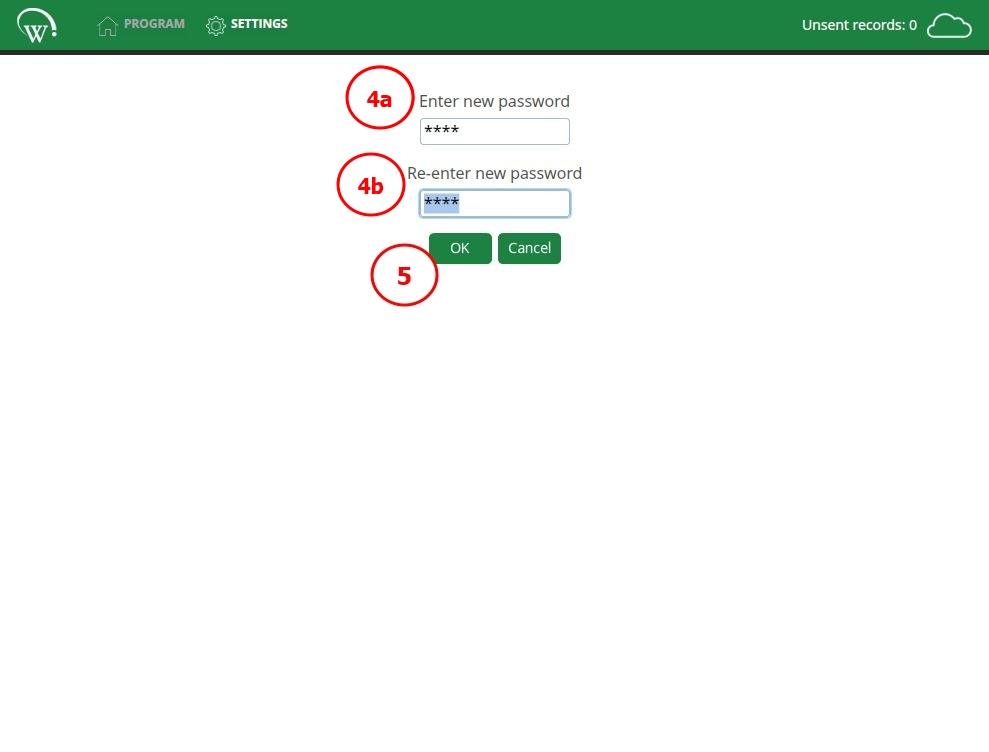 W
PROGRAM
SETTINGS
Unsent records: 0
4a
Enter new password
****
4b
Re-enter new password
****
OK
Cancel
5